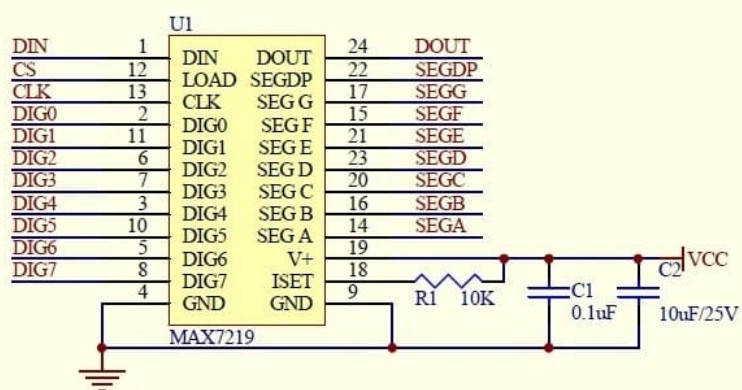 U1
DIN 1 DIN DOUT 24 DOUT
CS 12 LOAD SEGDP 22 SEGDP
CLK 13 CLK SEG G 17 SEGG
DIG0 2 DIG0 SEG F 15 SEGF
DIG1 11 DIG1 SEG E 21 SEGE
DIG2 6 DIG2 SEG D 23 SEGD
DIG3 7 DIG3 SEG C 20 SEGC
DIG4 3 DIG4 SEG B 16 SEGB
DIG5 10 DIG5 SEG A 14 SEGA
DIG6 5 DIG6 V+ 19
DIG7 8 DIG7 ISET 18
4 GND GND 9
MAX7219
R1 10K
C1
0.1uF
C2
10uF/25V
VCC